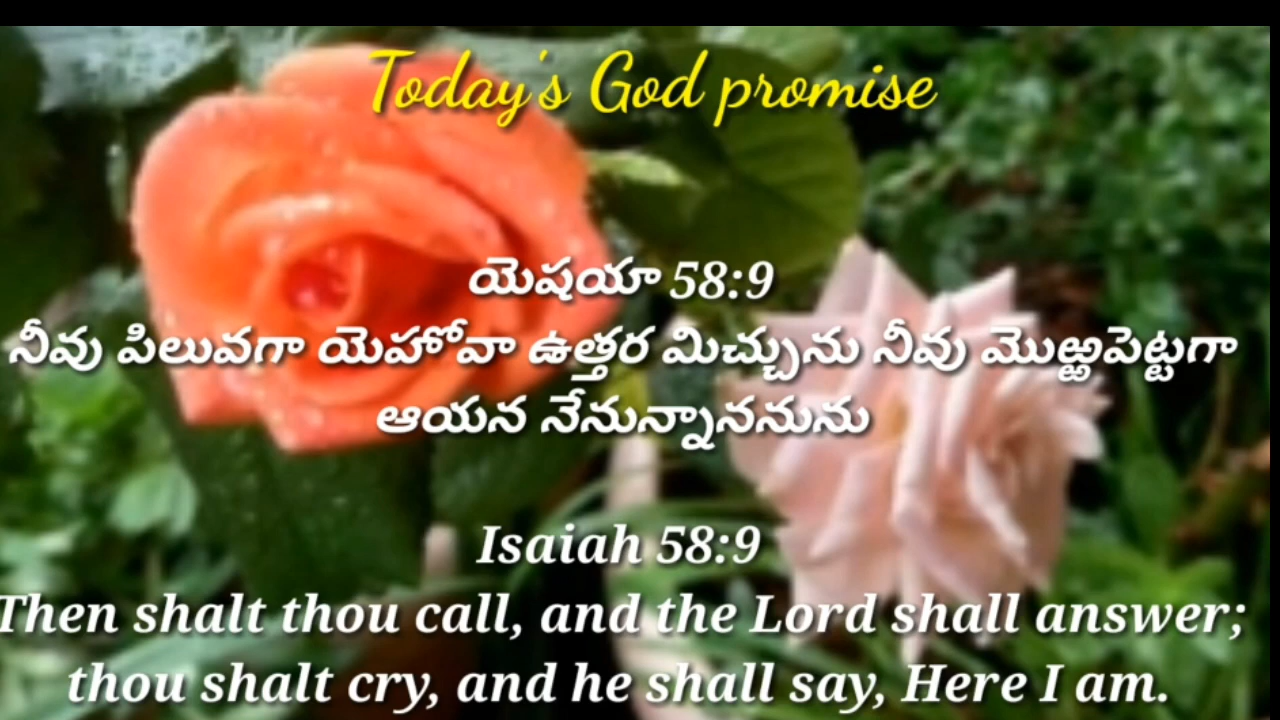 Today's God promise
యెషయా 58:9
నీవు పిలువగా యెహోవా ఉత్తర మిచ్చును నీవు మొఱ్ఱపెట్టగా
ఆయన నేనున్నాననును
Isaiah 58:9
Then shalt thou call, and the Lord shall answer;
thou shalt cry, and he shall say, Here I am.